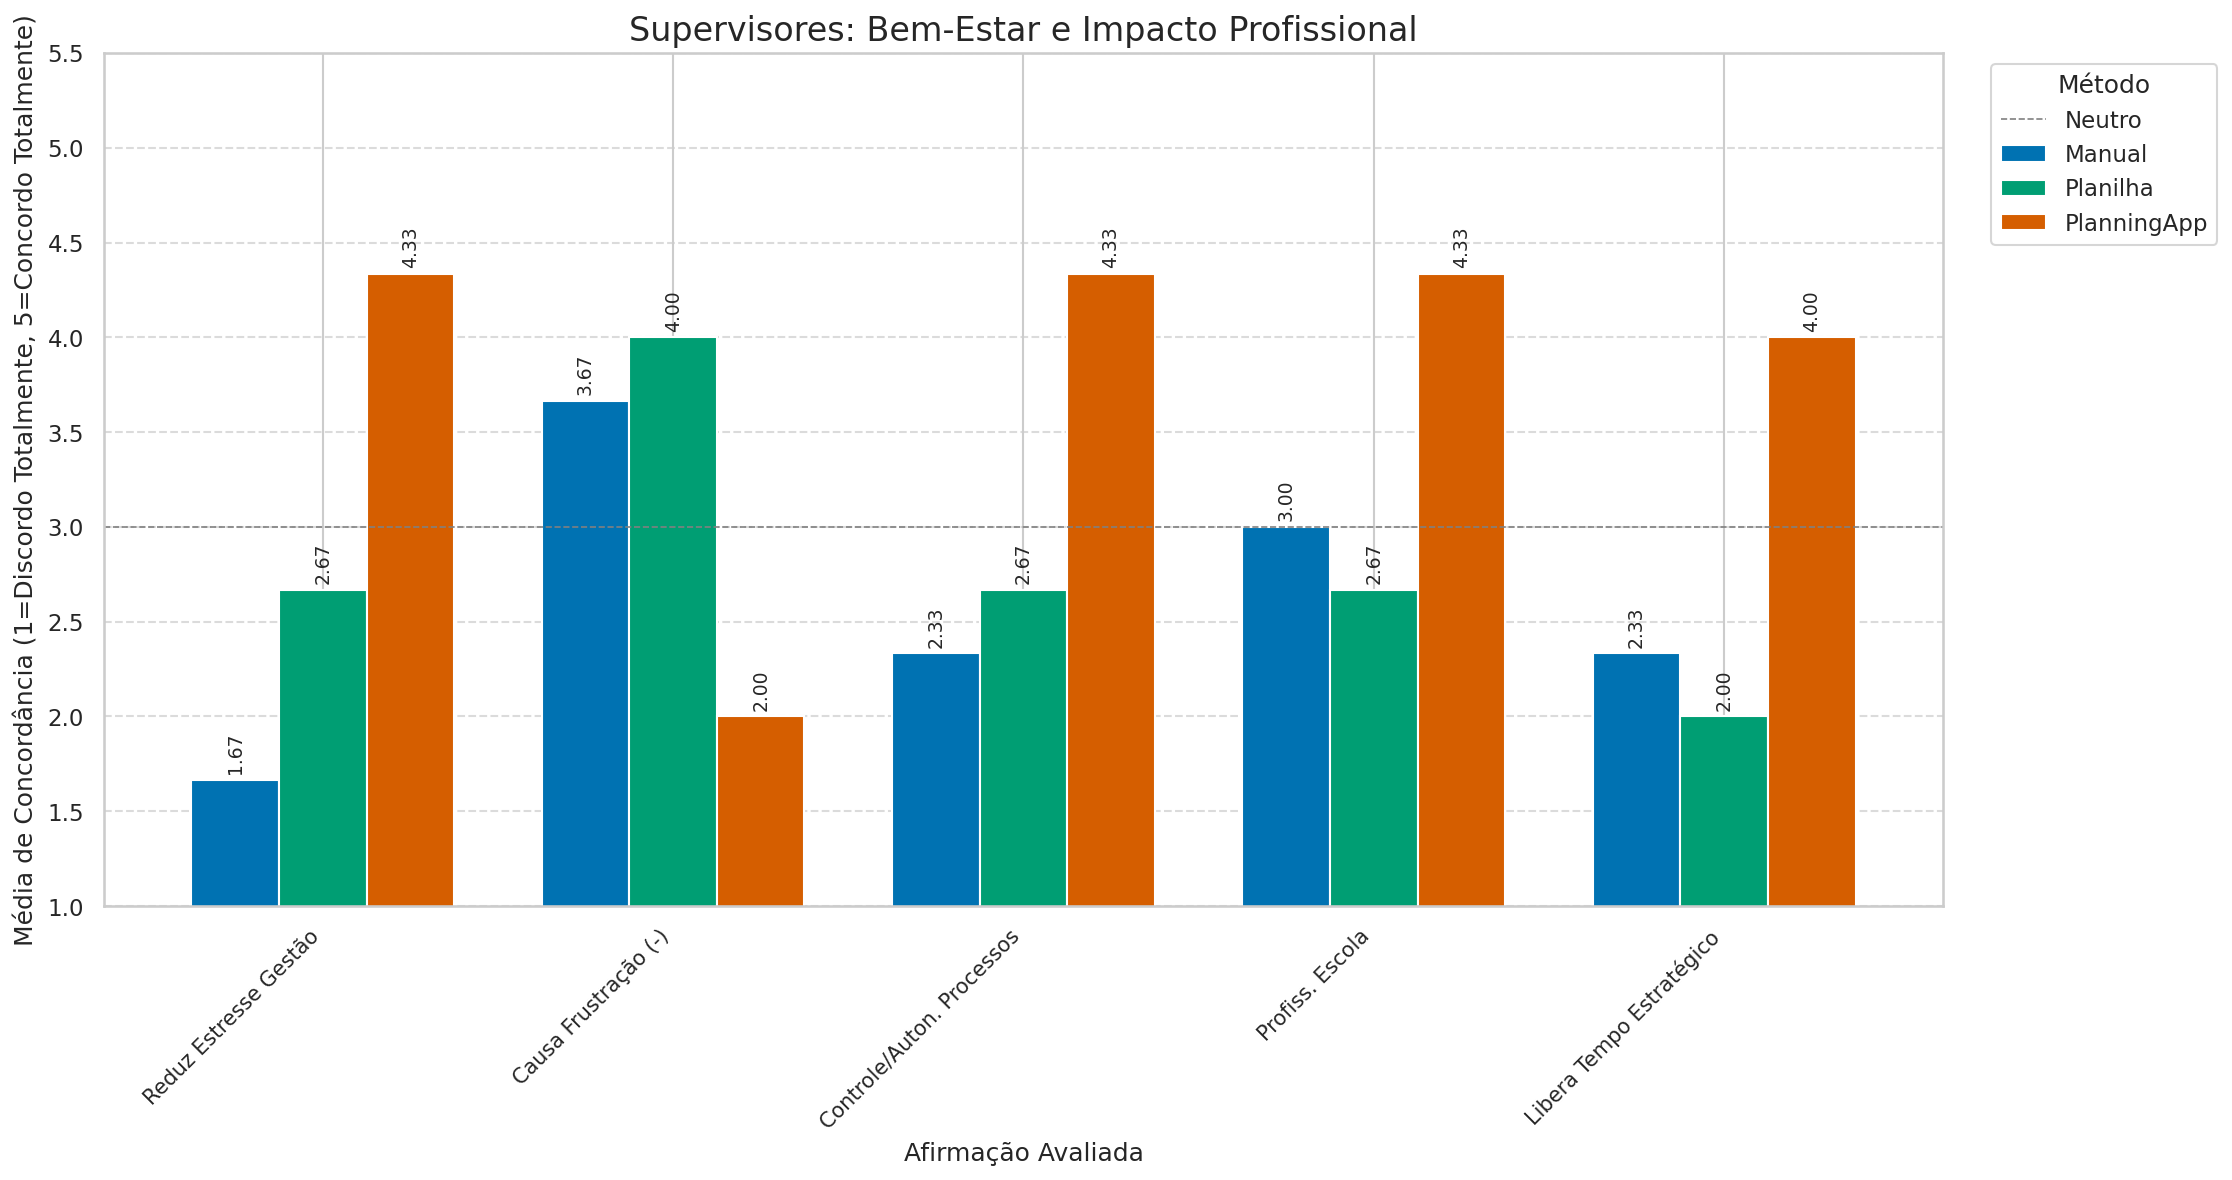 Supervisores: Bem-Estar e Impacto Profissional
Média de Concordância (1=Discordo Totalmente, 5=Concordo Totalmente)
5.5
5.0
4.5
4.0
3.5
3.0
2.5
2.0
1.5
1.0
1.67
2.67
4.33
3.67
4.00
2.00
2.33
2.67
4.33
3.00
2.67
4.33
2.33
2.00
4.00
Reduz Estresse Gestão
Causa Frustração (-)
Controle/Auton. Processos
Profiss. Escola
Libera Tempo Estratégico
Afirmação Avaliada
Método
Neutro
Manual
Planilha
PlanningApp